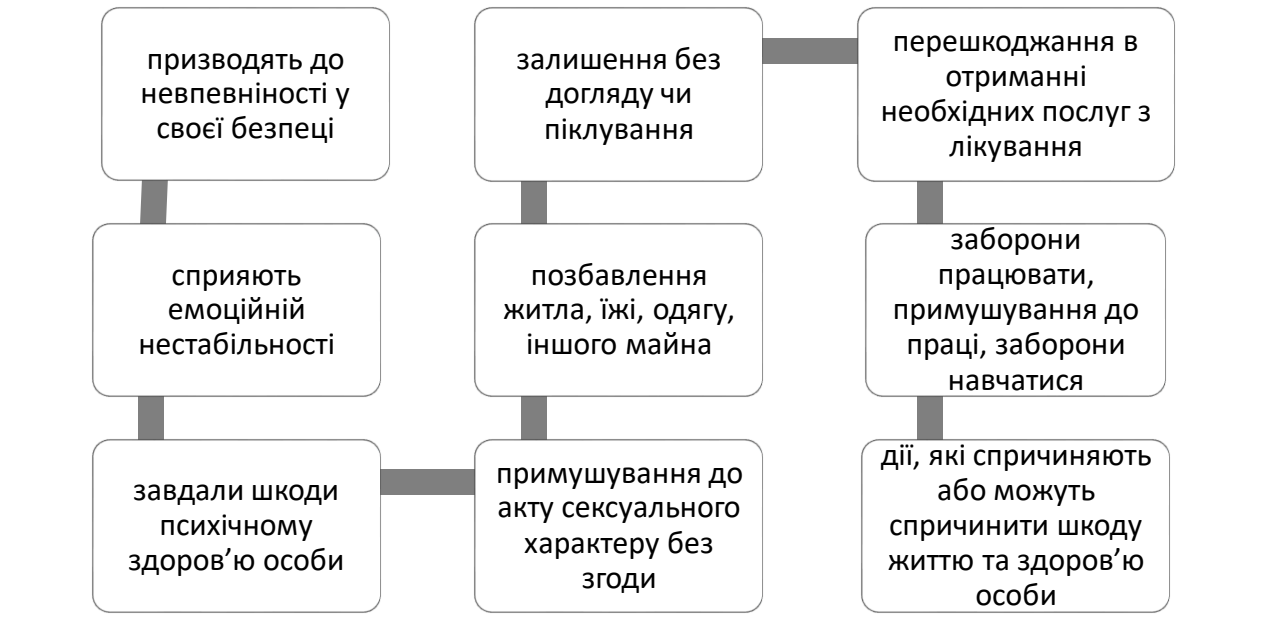 призводять до
невпевніності у
своєї безпеці
сприяють
емоційній
нестабільності
завдали шкоди
психічному
здоров’ю особи
примушування до
акту сексуального
характеру без
згоди
позбавлення
житла, їжі, одягу,
іншого майна
залишення без
догляду чи
піклування
перешкоджання в
отриманні
необхідних послуг з
лікування
заборони
працювати,
примушування до
праці, заборони
навчатися
дії, які спричиняють
або можуть
спричинити шкоду
життю та здоров’ю
особи